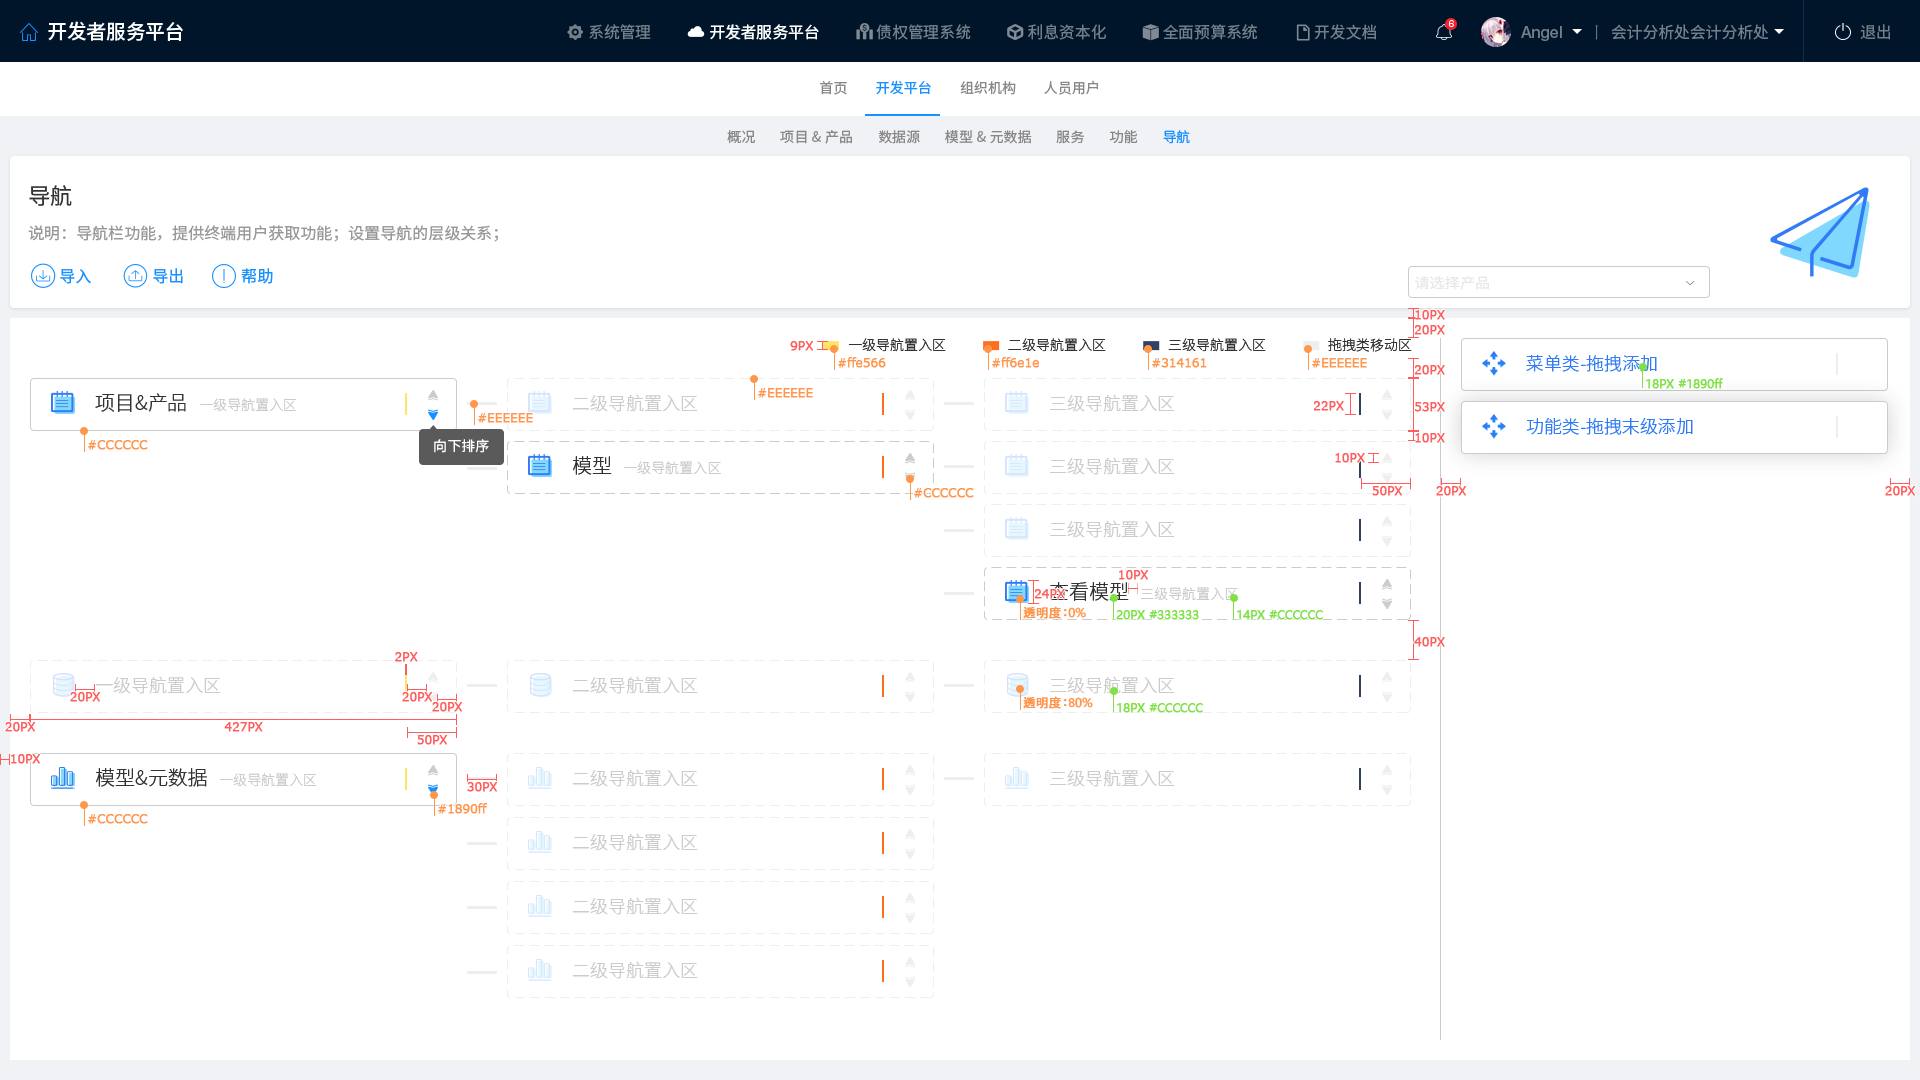 开发者服务平台
系统管理
开发者服务平台
债权管理系统
利息资本化
全面预算系统
开发文档
6
Angel
会计分析处会计分析处
退出
首页
开发平台
组织机构
人员用户
概况
项目 & 产品
数据源
模型 & 元数据
服务
功能
导航
导航
说明：导航栏功能，提供终端用户获取功能；设置导航的层级关系；
导入
导出
帮助
请选择产品
10PX
20PX
9PX
一级导航置入区
二级导航置入区
三级导航置入区
拖拽类移动区
#ffe566
#ff6e1e
#314161
#EEEEEE
20PX
菜单类-拖拽添加
18PX #1890ff
项目&产品
一级导航置入区
#EEEEEE
#EEEEEE
二级导航置入区
三级导航置入区
22PX
53PX
功能类-拖拽末级添加
#CCCCCC
向下排序
10PX
模型
一级导航置入区
#CCCCCC
三级导航置入区
10PX
50PX
20PX
20PX
三级导航置入区
10PX
24PX
查看模型
三级导航置入区
透明度：0%
20PX #333333
14PX #CCCCCC
40PX
2PX
一级导航置入区
20PX
20PX
20PX
二级导航置入区
三级导航置入区
透明度：80%
18PX #CCCCCC
20PX
427PX
50PX
10PX
模型&元数据
一级导航置入区
30PX
二级导航置入区
三级导航置入区
#CCCCCC
#1890ff
二级导航置入区
二级导航置入区
二级导航置入区